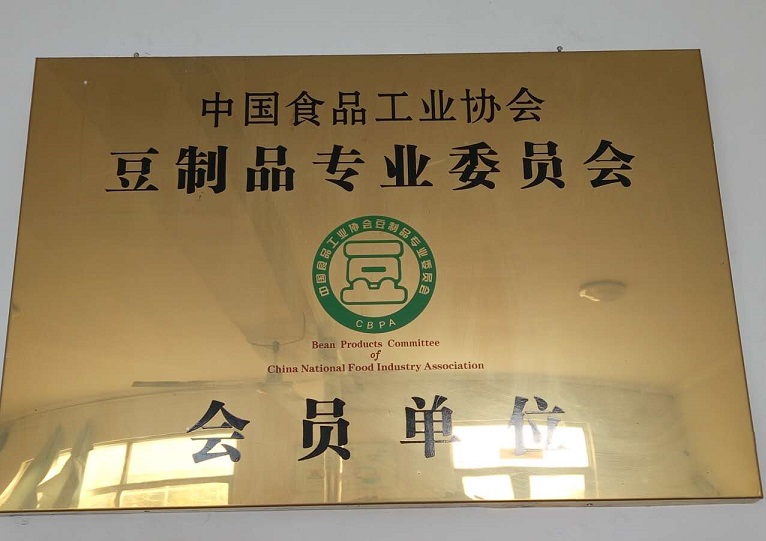 中国食品工业协会
豆制品专业委员会
中国食品工业协会豆制品专业委员会
豆
CBPA
Bean Products Committee
of
China National Food Industry Association
会员单位